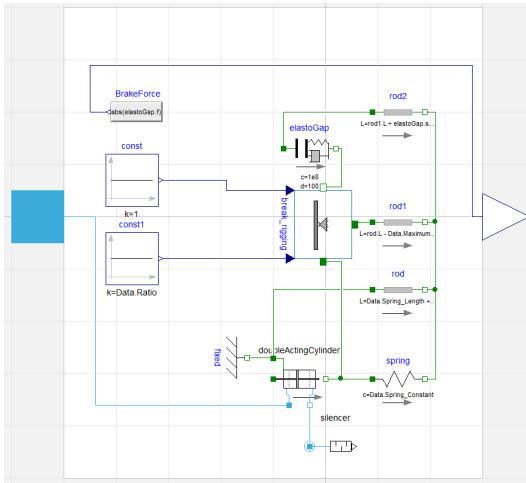 BrakeForce
abs(elastoGap.f)
rod2
L=rod1.L + elastoGap.s...
elastoGap
c=1e8
d=100
const
k=1
break_rigging
rod1
L=rod.L - Data.Maximum...
const1
k=Data.Ratio
rod
L=Data.Spring_Length +...
fixed
doubleActingCylinder
spring
c=Data.Spring_Constant
silencer